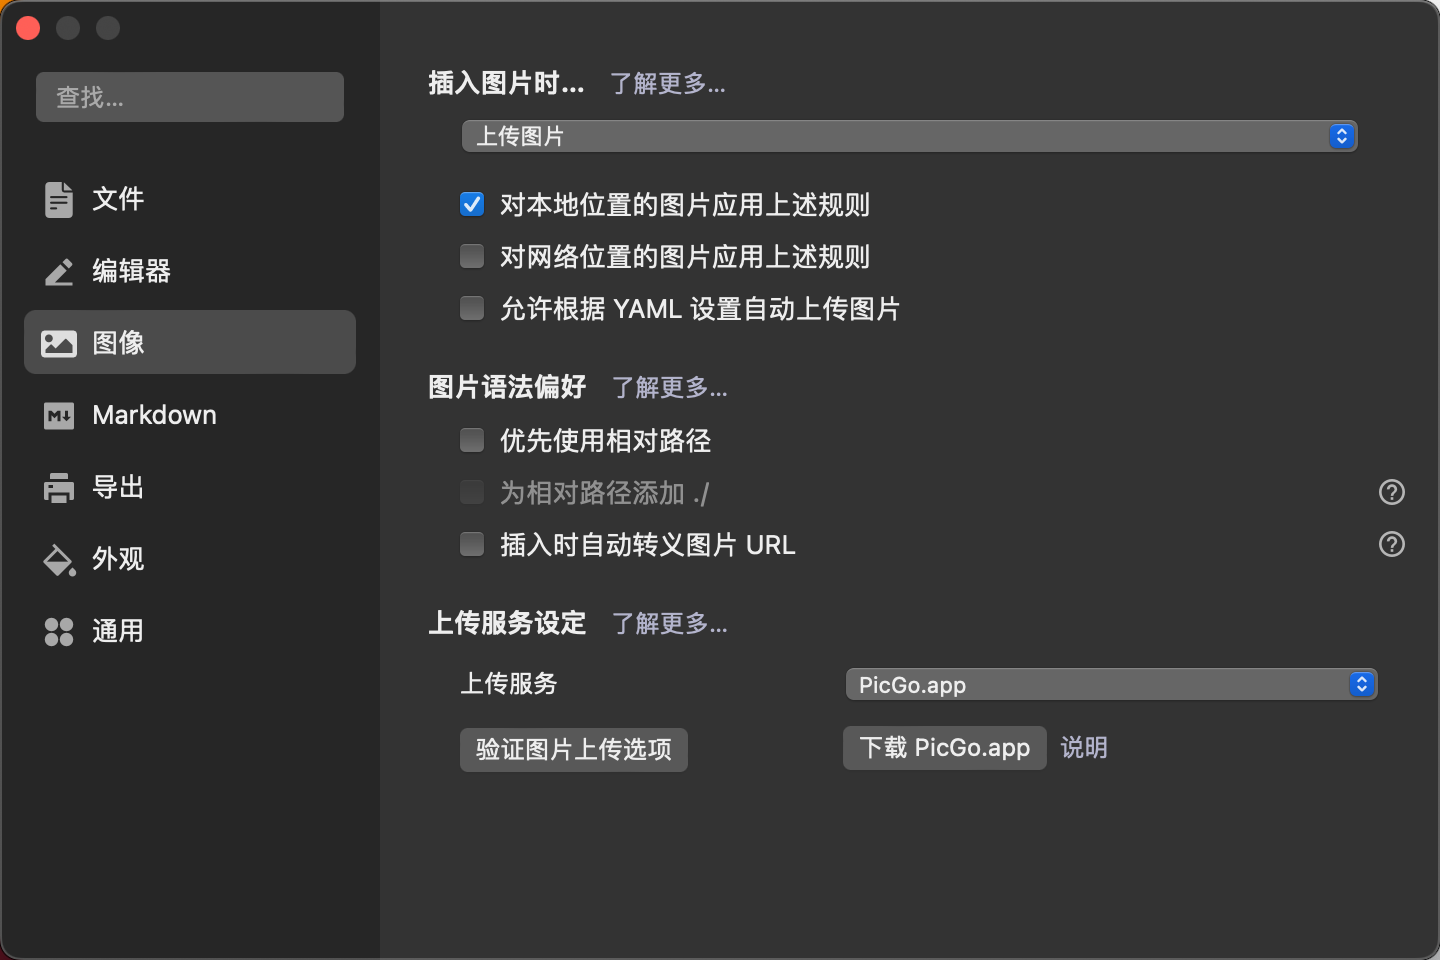 查找...
文件
编辑器
图像
Markdown
导出
外观
通用
插入图片时... 了解更多...
上传图片
对本地位置的图片应用上述规则
对网络位置的图片应用上述规则
允许根据 YAML 设置自动上传图片
图片语法偏好 了解更多...
优先使用相对路径
为相对路径添加 ./
插入时自动转义图片 URL
上传服务设定 了解更多...
上传服务 PicGo.app
验证图片上传选项 下载 PicGo.app 说明